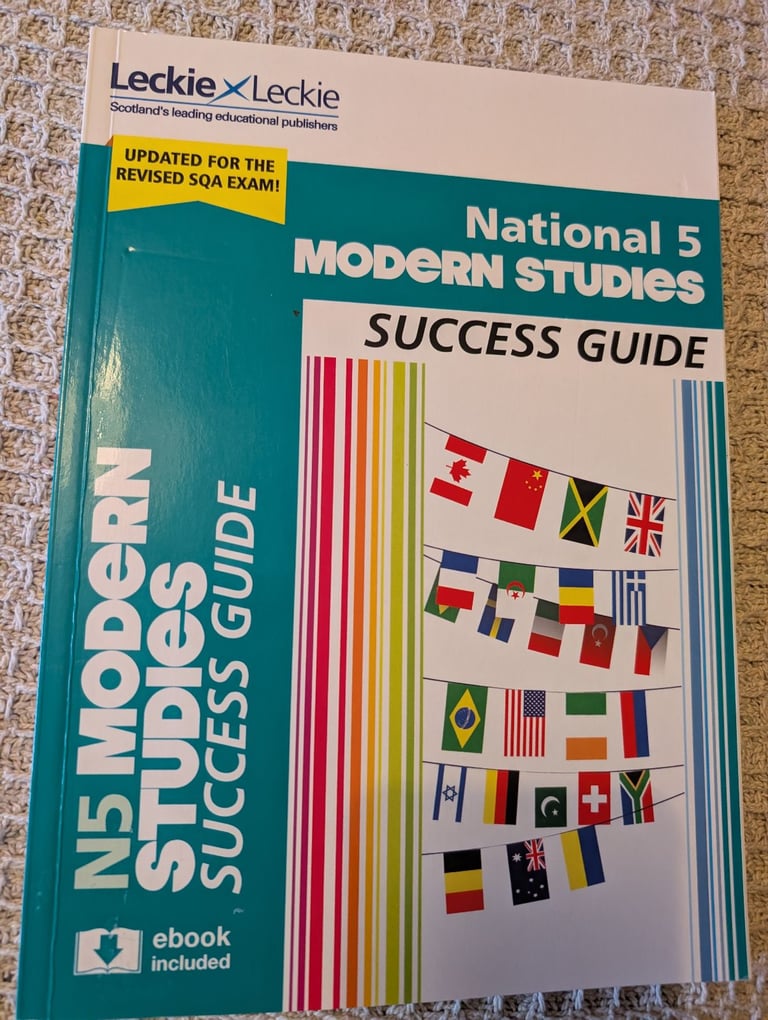 Leckie Leckie
Scotland's leading educational publishers
UPDATED FOR THE
REVISED SQA EXAM!
National 5
MODERN STUDIES
SUCCESS GUIDE
N5 MODERN
STUDIES
SUCCESS GUIDE
ebook
included